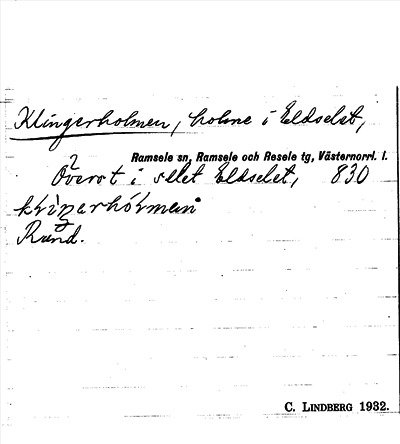 Klingerholmen, holme i Eldselet,
Ramsele sn, Ramsele och Resele tg, Västernorrl. l.
Överst i selet Eldselet, 830
Rund.
C. LINDBERG 1932.